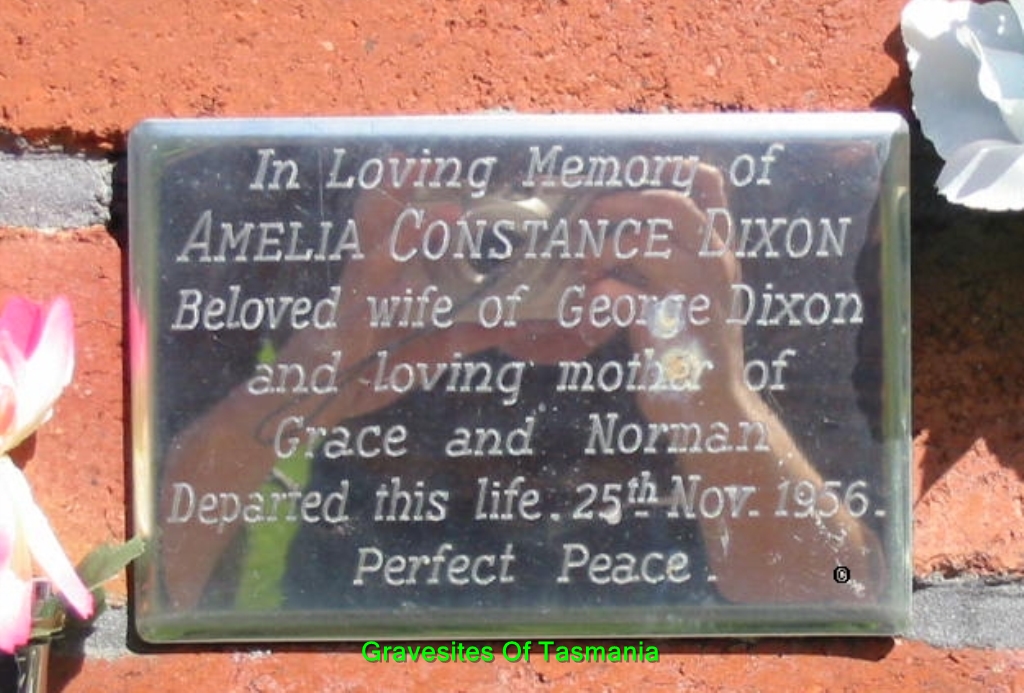 In Loving Memory of
AMELIA CONSTANCE DIXON
Beloved wife of George Dixon
and loving mother of
Grace and Norman
Departed this life. 25th Nov. 1956.
Perfect Peace.
©
Gravesites Of Tasmania